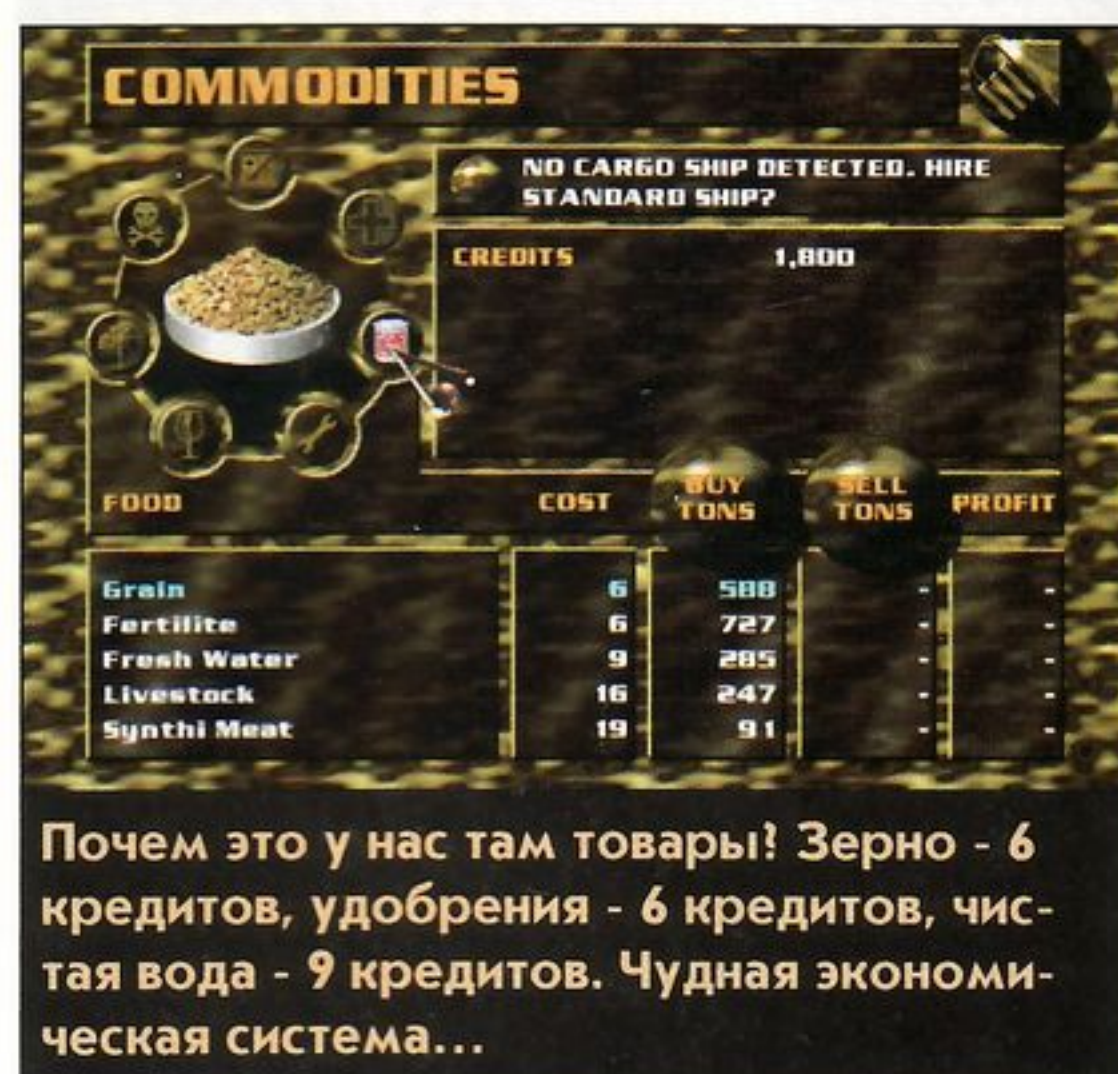 COMMODITIES
NO CARGO SHIP DETECTED. HIRE
STANDARD SHIP?
CREDITS 1,800
FOOD COST BUY TONS SELL TONS PROFIT
Grain 6 588 - -
Fertilite 6 727 - -
Fresh Water 9 285 - -
Livestock 16 247 - -
Synthi Meat 19 91 - -
Почем это у нас там товары? Зерно - 6
кредитов, удобрения - 6 кредитов, чис-
тая вода - 9 кредитов. Чудная экономи-
ческая система...